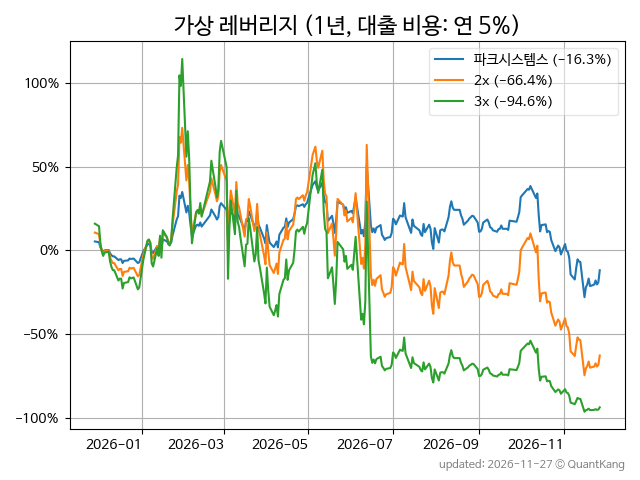 가상 레버리지 (1년, 대출 비용: 연 5%)
파크시스템스 (-16.3%)
2x (-66.4%)
3x (-94.6%)
100%
50%
0%
-50%
-100%
2026-01 2026-03 2026-05 2026-07 2026-09 2026-11
updated: 2026-11-27 © QuantKang